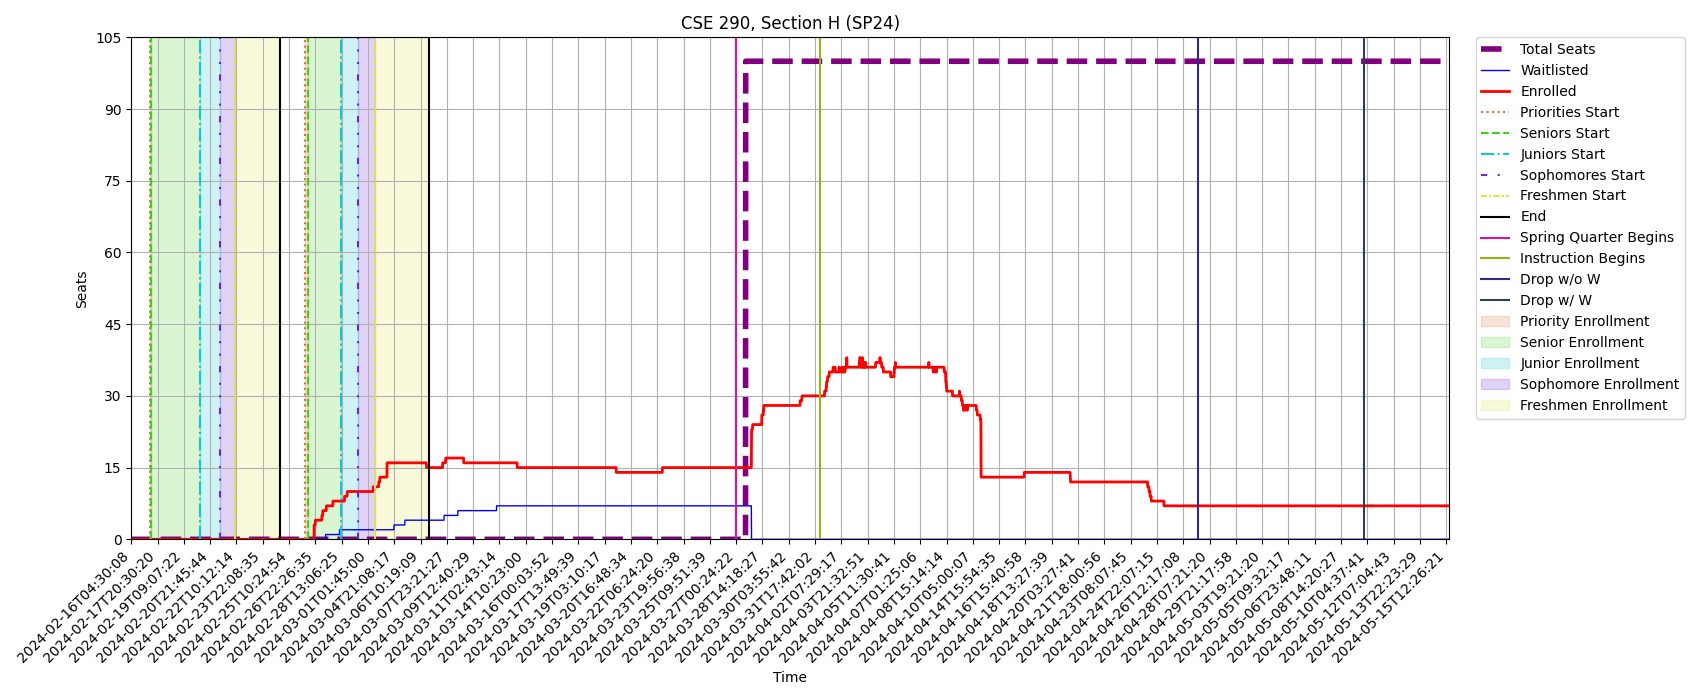 CSE 290, Section H (SP24)
105
90
75
60
45
30
15
0
Seats
2024-02-16T04:30:08
2024-02-17T20:30:20
2024-02-19T09:07:22
2024-02-20T21:45:44
2024-02-22T10:12:14
2024-02-23T22:08:35
2024-02-25T10:24:54
2024-02-26T22:26:35
2024-02-28T13:06:25
2024-03-01T01:45:00
2024-03-04T21:08:17
2024-03-06T10:19:09
2024-03-07T23:21:27
2024-03-09T12:40:29
2024-03-11T02:43:14
2024-03-14T10:23:00
2024-03-16T00:03:52
2024-03-17T13:49:39
2024-03-19T03:10:17
2024-03-20T16:48:34
2024-03-22T06:24:20
2024-03-23T19:56:38
2024-03-25T09:51:39
2024-03-27T00:24:22
2024-03-28T14:18:27
2024-03-30T03:55:42
2024-03-31T17:42:02
2024-04-02T07:29:17
2024-04-03T21:32:51
2024-04-05T11:30:41
2024-04-07T01:25:06
2024-04-08T15:14:14
2024-04-10T05:00:07
2024-04-14T15:54:35
2024-04-16T15:40:58
2024-04-18T13:27:39
2024-04-20T03:27:41
2024-04-21T18:00:56
2024-04-23T08:07:45
2024-04-24T22:07:15
2024-04-26T12:17:08
2024-04-28T07:21:20
2024-04-29T21:17:58
2024-05-03T19:21:20
2024-05-05T09:32:17
2024-05-06T23:48:11
2024-05-08T14:20:27
2024-05-10T04:37:41
2024-05-12T07:04:43
2024-05-13T22:23:29
2024-05-15T12:26:21
Time
Total Seats
Waitlisted
Enrolled
Priorities Start
Seniors Start
Juniors Start
Sophomores Start
Freshmen Start
End
Spring Quarter Begins
Instruction Begins
Drop w/o W
Drop w/ W
Priority Enrollment
Senior Enrollment
Junior Enrollment
Sophomore Enrollment
Freshmen Enrollment